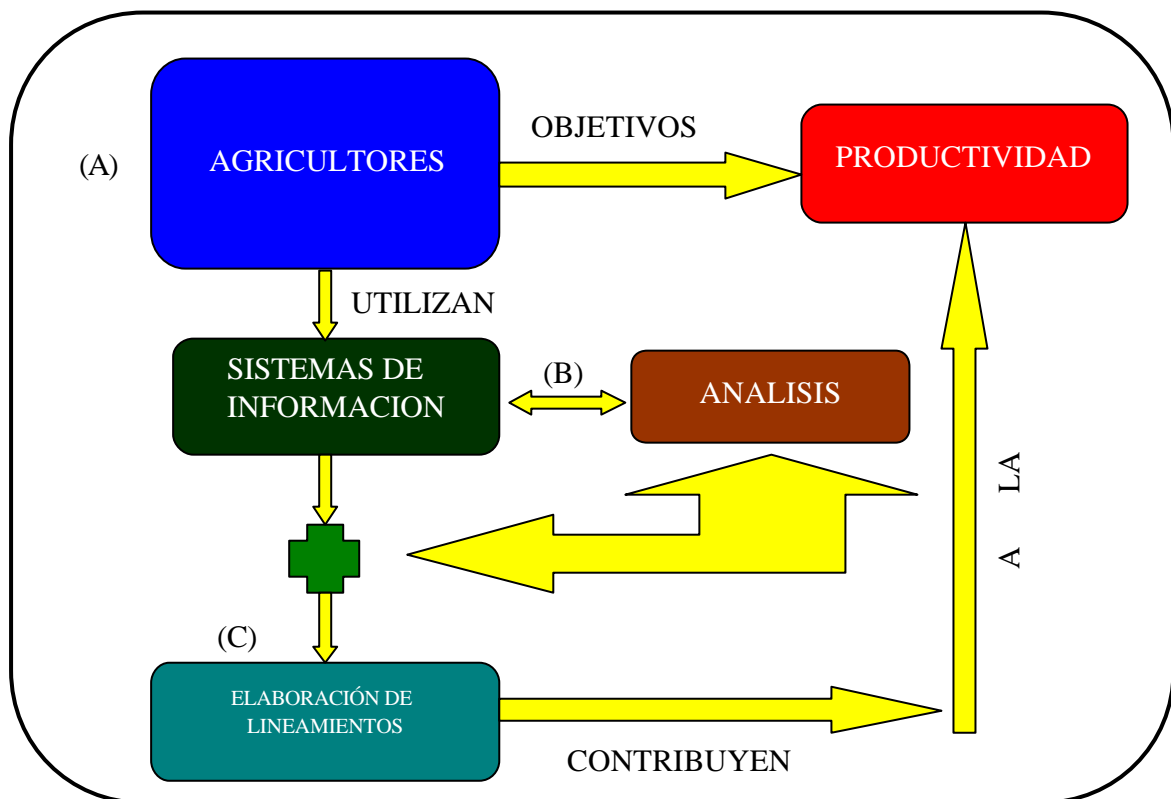 (A)
AGRICULTORES
OBJETIVOS
PRODUCTIVIDAD
UTILIZAN
SISTEMAS DE
INFORMACION
(B)
ANALISIS
A LA
(C)
ELABORACIÓN DE
LINEAMIENTOS
CONTRIBUYEN